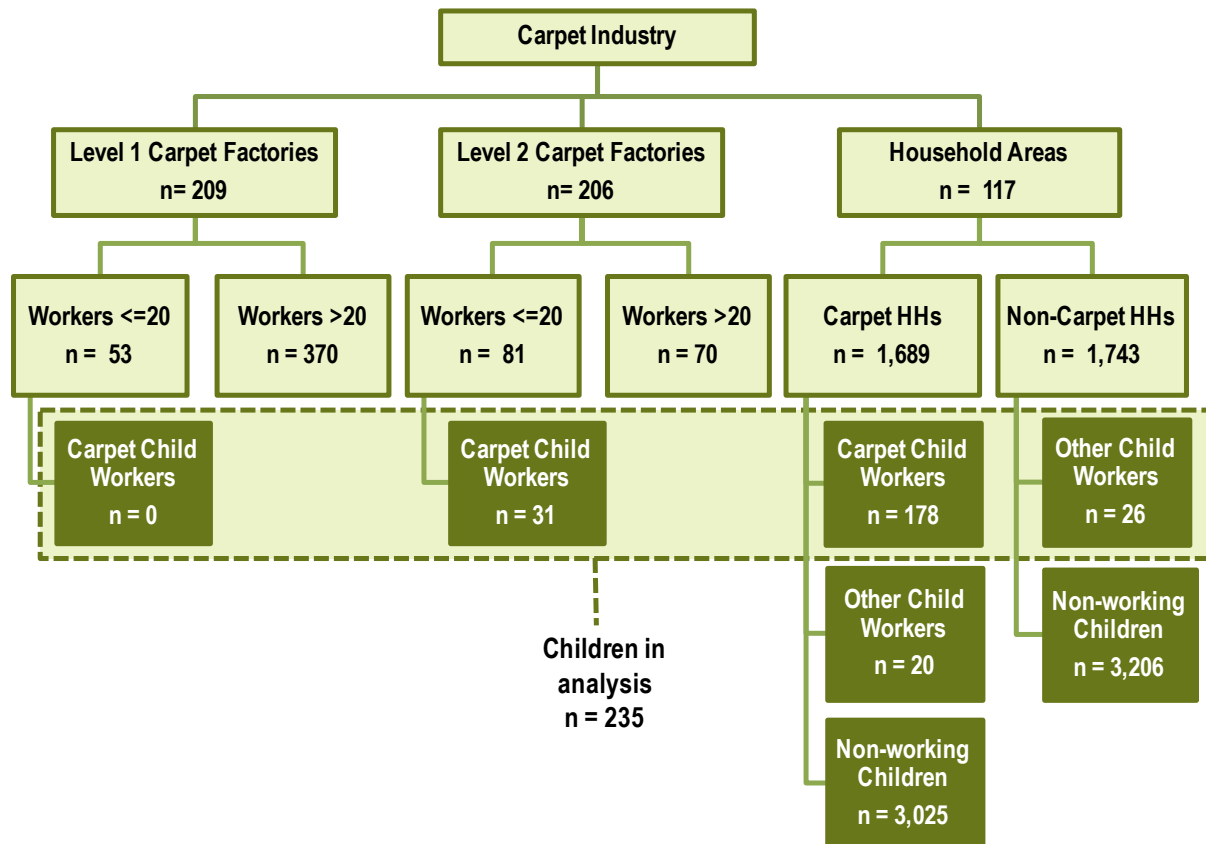 Carpet Industry
Level 1 Carpet Factories
n= 209
Level 2 Carpet Factories
n= 206
Household Areas
n = 117
Workers <=20
n = 53
Workers >20
n = 370
Workers <=20
n = 81
Workers >20
n = 70
Carpet HHs
n = 1,689
Non-Carpet HHs
n = 1,743
Carpet Child
Workers
n = 0
Carpet Child
Workers
n = 31
Carpet Child
Workers
n = 178
Other Child
Workers
n = 26
Children in
analysis
n = 235
Other Child
Workers
n = 20
Non-working
Children
n = 3,206
Non-working
Children
n = 3,025